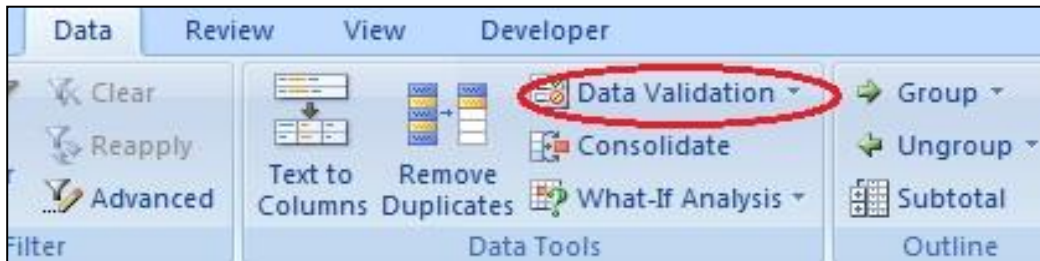 Data Review View Developer
Clear
Reapply
Advanced
Filter
Text to
Columns
Remove
Duplicates
Data Validation
Consolidate
What-If Analysis
Data Tools
Group
Ungroup
Subtotal
Outline